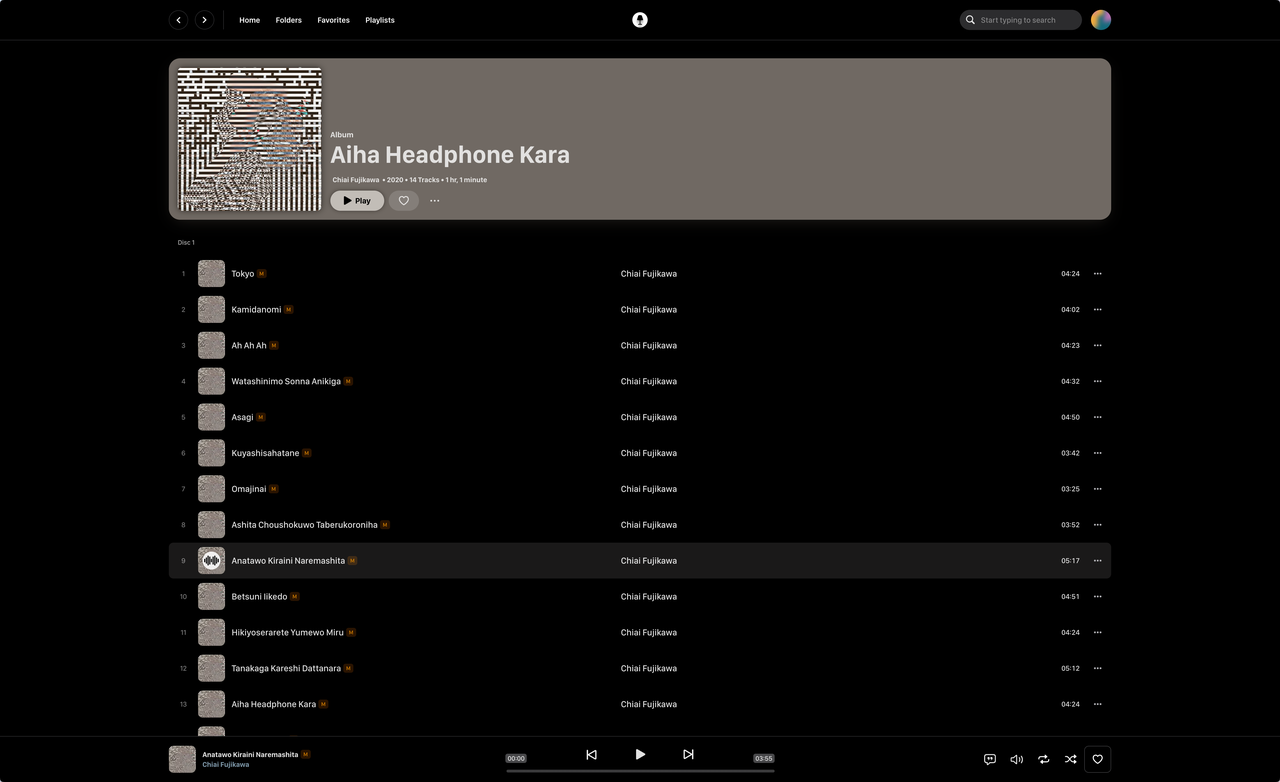 Home Folders Favorites Playlists Start typing to search
Album
Aiha Headphone Kara
Chiai Fujikawa • 2020 • 14 Tracks • 1 hr, 1 minute
Play
Disc 1
1 Tokyo M Chiai Fujikawa 04:24
2 Kamidanomi M Chiai Fujikawa 04:02
3 Ah Ah Ah M Chiai Fujikawa 04:23
4 Watashinimo Sonna Anikiga M Chiai Fujikawa 04:32
5 Asagi M Chiai Fujikawa 04:50
6 Kuyashisahatane M Chiai Fujikawa 03:42
7 Omajinai M Chiai Fujikawa 03:25
8 Ashita Choushokuwo Taberukoroniha M Chiai Fujikawa 03:52
9 Anatawo Kiraini Naremashita M Chiai Fujikawa 05:17
10 Betsuni Iikedo M Chiai Fujikawa 04:51
11 Hikiyoserarete Yumewo Miru M Chiai Fujikawa 04:24
12 Tanakaga Kareshi Dattanara M Chiai Fujikawa 05:12
13 Aiha Headphone Kara M Chiai Fujikawa 04:24
Anatawo Kiraini Naremashita M
Chiai Fujikawa
00:00 03:55